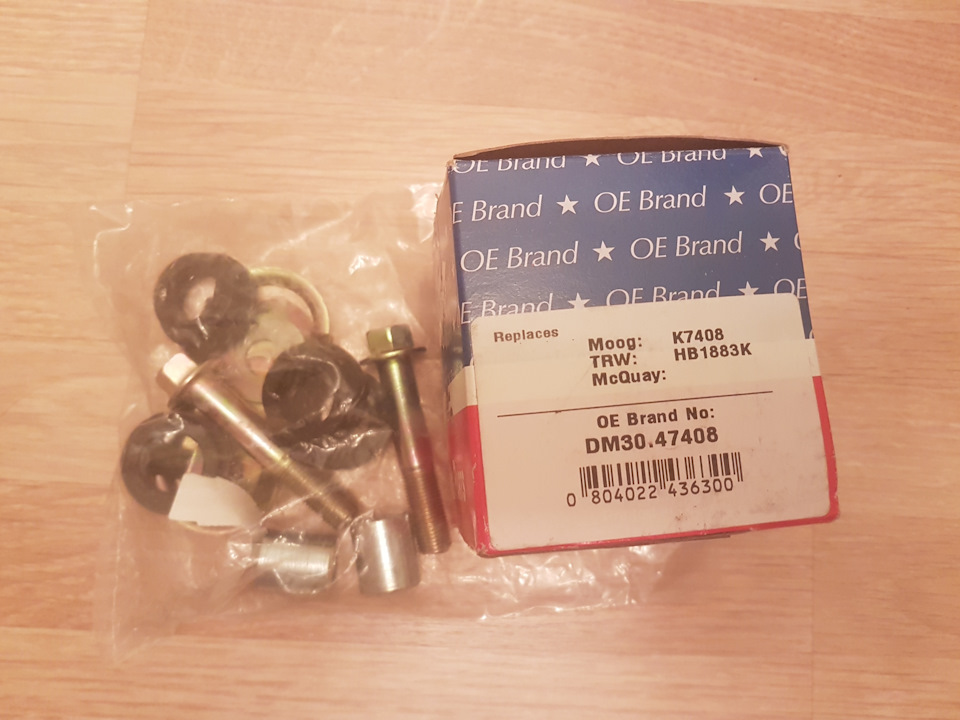 OE Brand ★ OE Brand ★
E Brand ★ OE Brand ★ OE
OE Brand ★ OE Brand ★
E Brand ★ OE Brand ★ OE
Replaces
Moog: K7408
TRW: HB1883K
McQuay:
OE Brand No:
DM30.47408
0 804022 436300